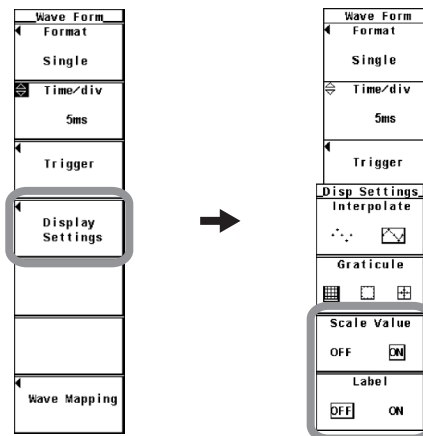 Wave Form
Format
Single
Time/div
5ms
Trigger
Display
Settings
Wave Mapping
Wave Form
Format
Single
Time/div
5ms
Trigger
Disp Settings
Interpolate
Graticule
Scale Value
OFF ON
Label
OFF ON